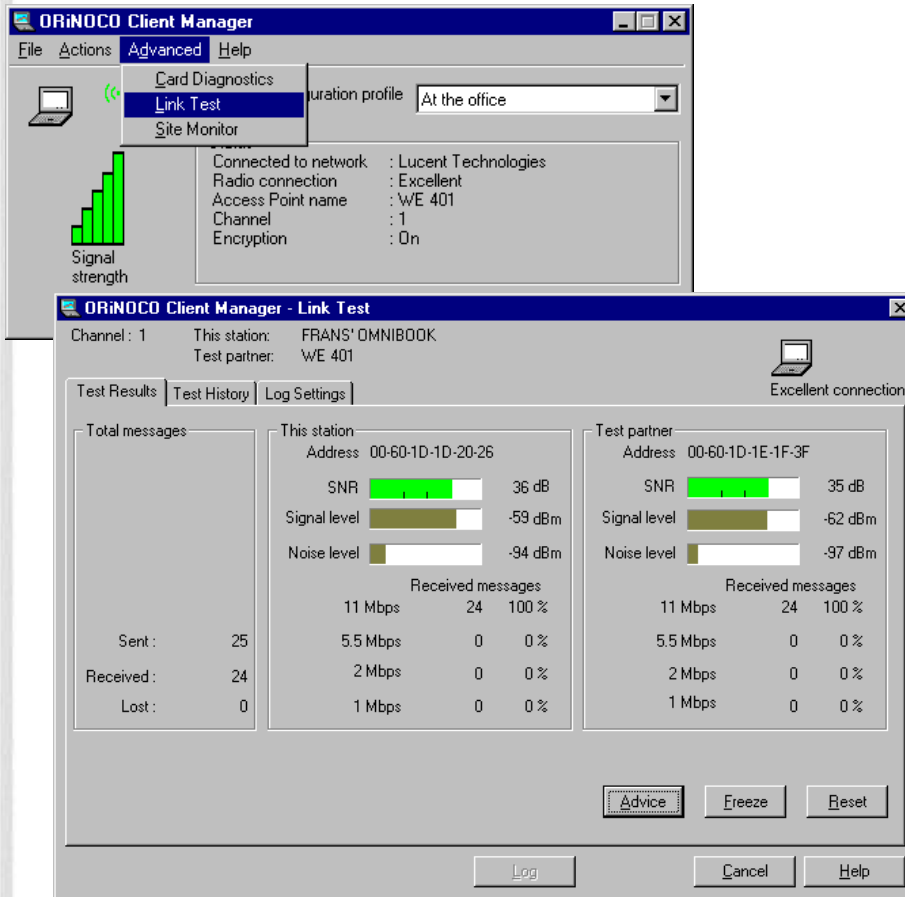 ORiNOCO Client Manager
File Actions Advanced Help
Card Diagnostics
Link Test
Site Monitor
uration profile At the office
Connected to network : Lucent Technologies
Radio connection : Excellent
Access Point name : WE 401
Channel : 1
Encryption : On
Signal
strength
ORiNOCO Client Manager - Link Test
Channel : 1 This station: FRANS' OMNIBOOK
Test partner: WE 401
Excellent connection
Test Results Test History Log Settings
Total messages
Sent : 25
Received : 24
Lost : 0
This station
Address 00-60-1D-1D-20-26
SNR 36 dB
Signal level -59 dBm
Noise level -94 dBm
Received messages
11 Mbps 24 100 %
5.5 Mbps 0 0 %
2 Mbps 0 0 %
1 Mbps 0 0 %
Test partner
Address 00-60-1D-1E-1F-3F
SNR 35 dB
Signal level -62 dBm
Noise level -97 dBm
Received messages
11 Mbps 24 100 %
5.5 Mbps 0 0 %
2 Mbps 0 0 %
1 Mbps 0 0 %
Advice Freeze Reset
Log Cancel Help